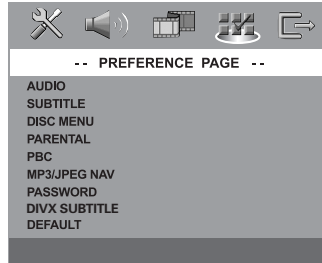 -- PREFERENCE PAGE --
AUDIO
SUBTITLE
DISC MENU
PARENTAL
PBC
MP3/JPEG NAV
PASSWORD
DIVX SUBTITLE
DEFAULT